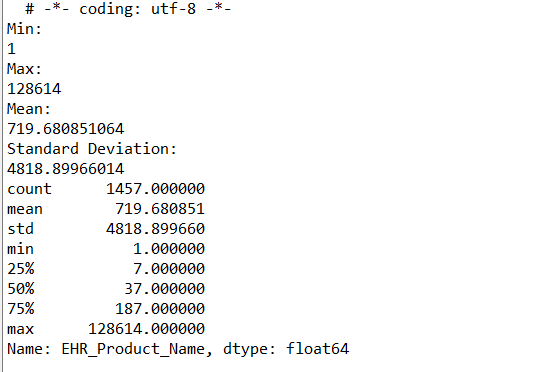 # -*- coding: utf-8 -*-
Min:
1
Max:
128614
Mean:
719.680851064
Standard Deviation:
4818.89966014
count      1457.000000
mean        719.680851
std        4818.899660
min           1.000000
25%           7.000000
50%          37.000000
75%         187.000000
max      128614.000000
Name: EHR_Product_Name, dtype: float64